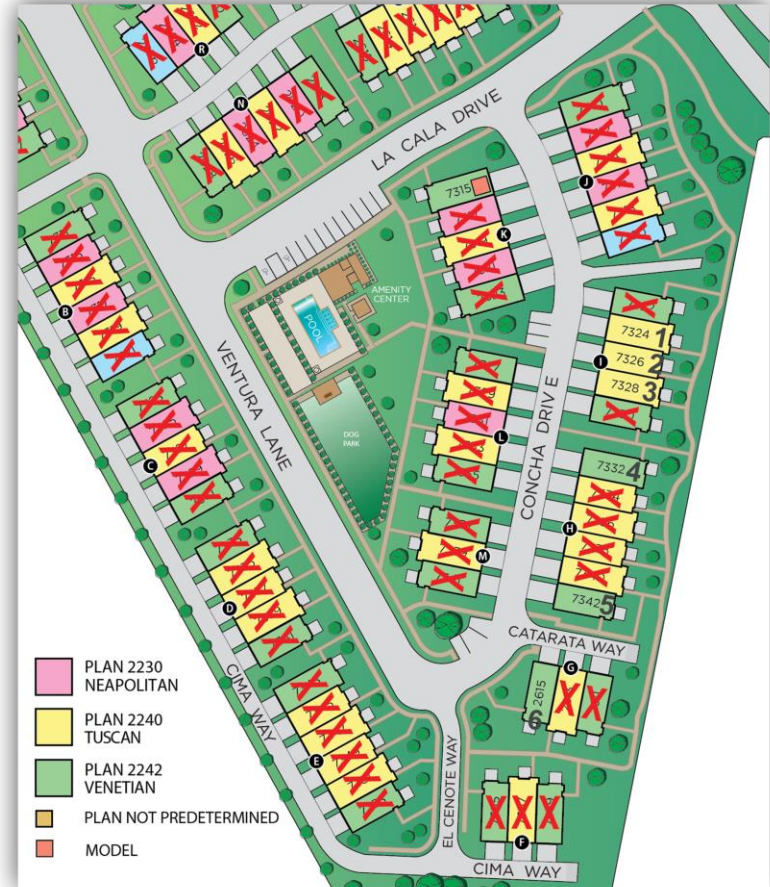 R
N
LA CALA DRIVE
J
7315
K
AMENITY
CENTER
POOL
B
VENTURA LANE
7324 1
I
7326 2
7328 3
DOG
PARK
L
CONCHA DRIVE
C
7332 4
H
M
D
7342 5
CATARATA WAY
G
2615
6
CIMA WAY
E
EL CENOTE WAY
F
CIMA WAY
PLAN 2230
NEAPOLITAN
PLAN 2240
TUSCAN
PLAN 2242
VENETIAN
PLAN NOT PREDETERMINED
MODEL